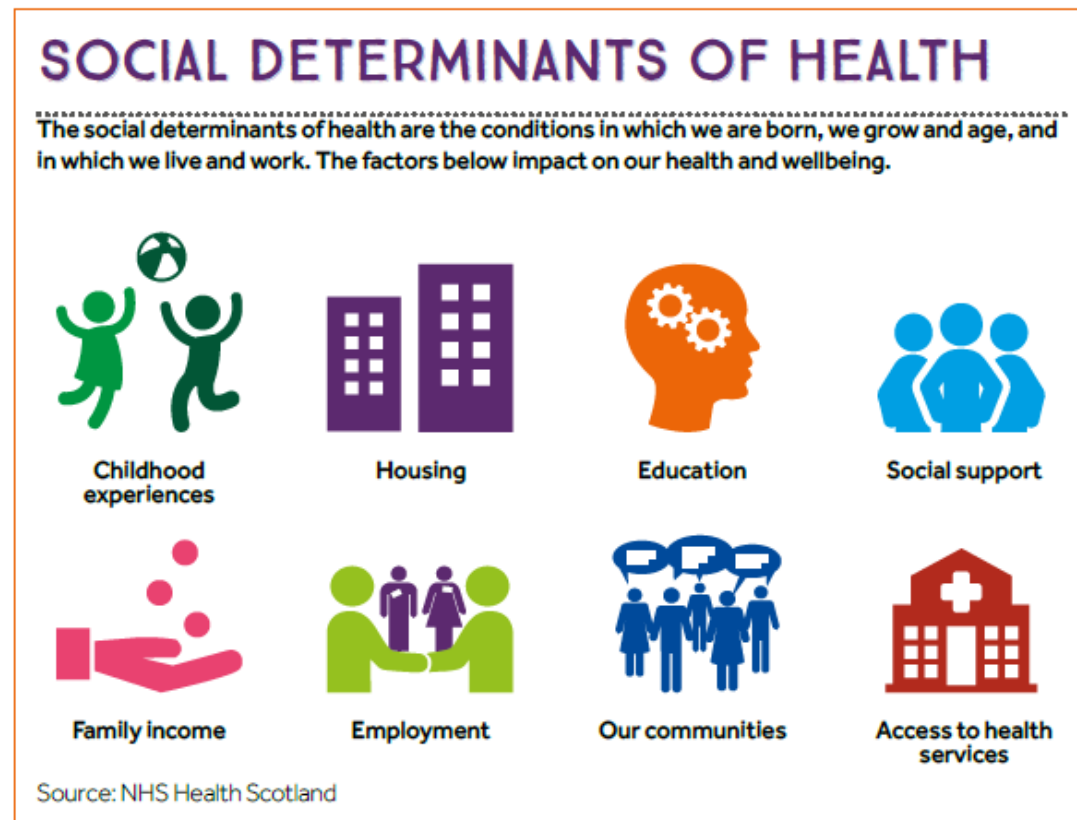 SOCIAL DETERMINANTS OF HEALTH
The social determinants of health are the conditions in which we are born, we grow and age, and
in which we live and work. The factors below impact on our health and wellbeing.
Childhood
experiences
Housing
Education
Social support
Family income
Employment
Our communities
Access to health
services
Source: NHS Health Scotland